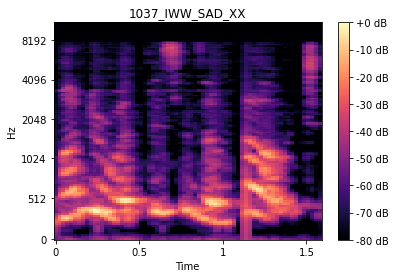 1037_IWW_SAD_XX
+0 dB
8192
-10 dB
4096
-20 dB
-30 dB
2048
Hz
-40 dB
1024
-50 dB
512
-60 dB
-70 dB
0
-80 dB
0 0.5 1 1.5
Time